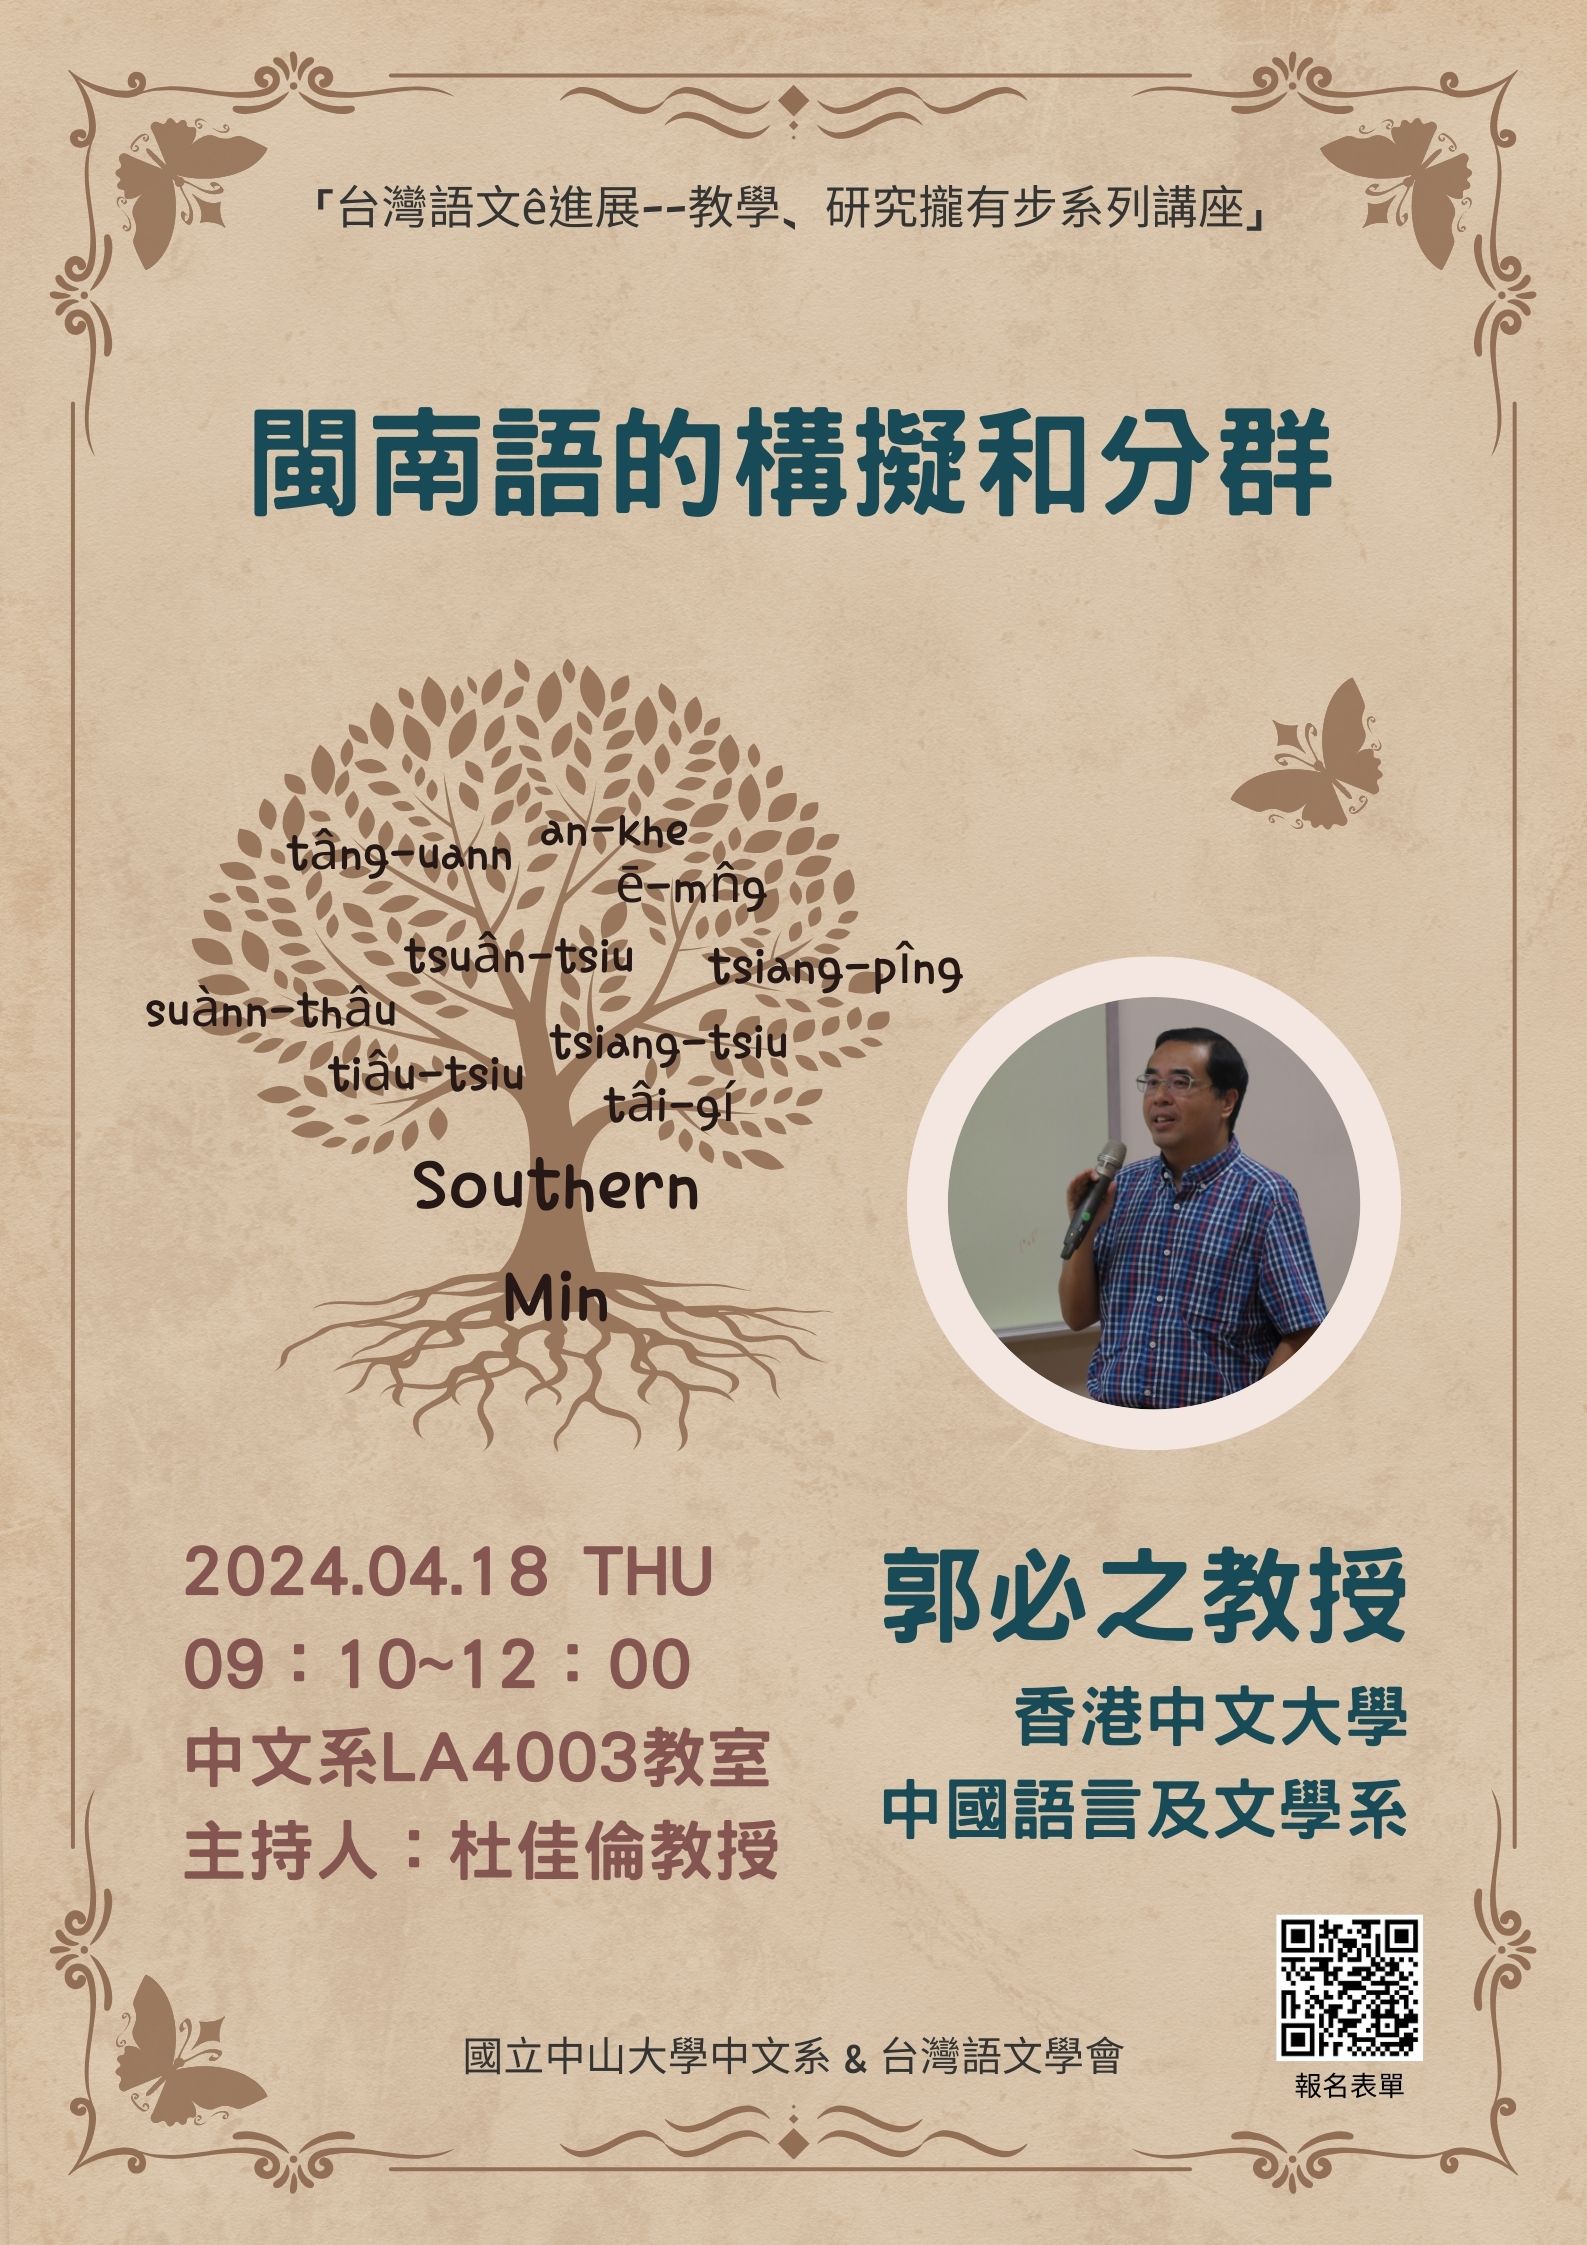 「台灣語文ê進展--教學、研究攏有步系列講座」
閩南語的構擬和分群
tâng-uann
an-khe
ē-mn̂g
tsuân-tsiu
tsiang-pîng
suànn-thâu
tsiang-tsiu
tiâu-tsiu
tâi-gí
Southern
Min
2024.04.18 THU
09：10~12：00
中文系LA4003教室
主持人：杜佳倫教授
郭必之教授
香港中文大學
中國語言及文學系
國立中山大學中文系 & 台灣語文學會
報名表單